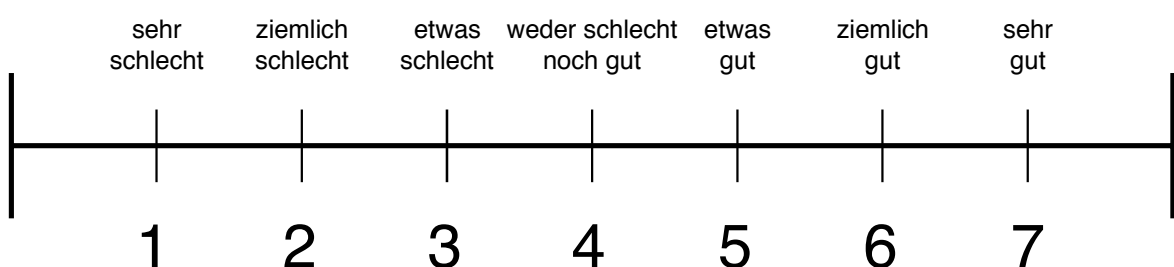 sehr ziemlich etwas weder schlecht etwas ziemlich sehr
schlecht schlecht schlecht noch gut gut gut gut
1 2 3 4 5 6 7